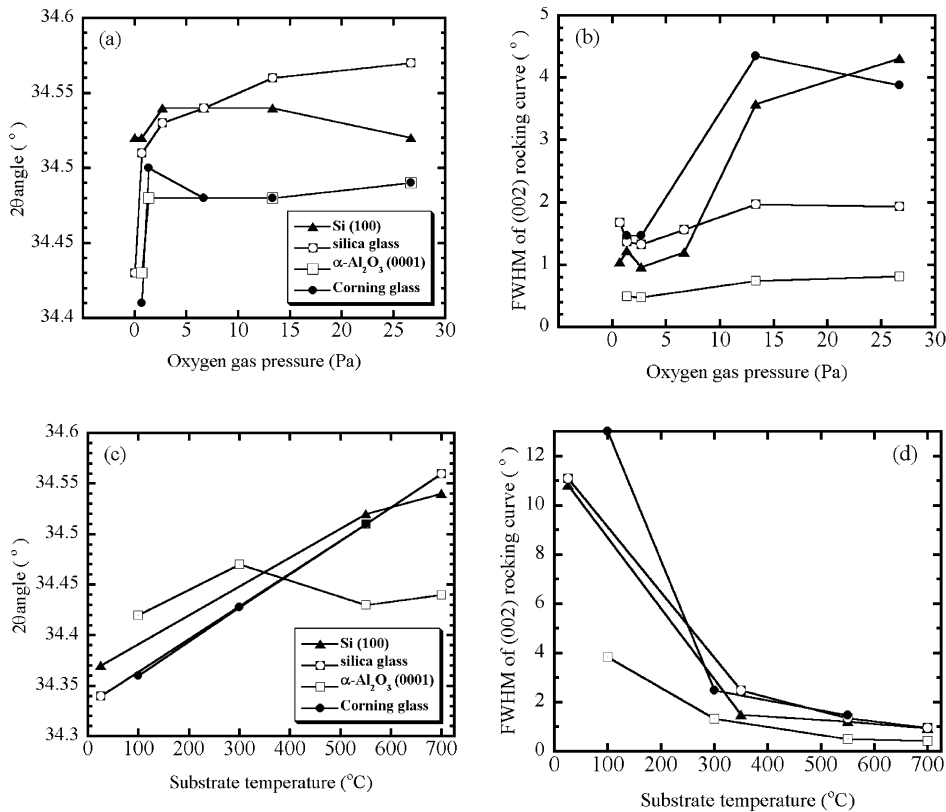 (a)
34.6
34.55
34.5
34.45
34.4
2θangle (°)
Si (100)
silica glass
α-Al₂O₃ (0001)
Corning glass
0 5 10 15 20 25 30
Oxygen gas pressure (Pa)
(b)
5
4
3
2
1
0
FWHM of (002) rocking curve (°)
0 5 10 15 20 25 30
Oxygen gas pressure (Pa)
(c)
34.6
34.55
34.5
34.45
34.4
34.35
34.3
2θangle (°)
Si (100)
silica glass
α-Al₂O₃ (0001)
Corning glass
0 100 200 300 400 500 600 700
Substrate temperature (°C)
(d)
12
10
8
6
4
2
0
FWHM of (002) rocking curve (°)
0 100 200 300 400 500 600 700
Substrate temperature (°C)